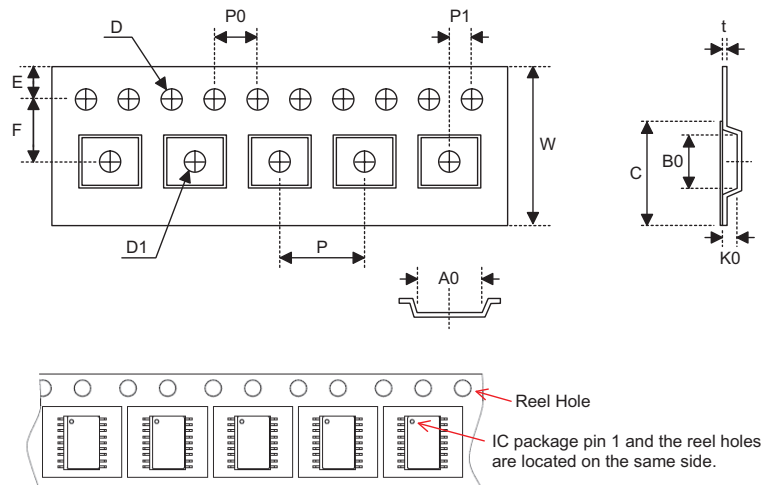 D
P0
P1
t
E
F
W
C
B0
D1
P
K0
A0
Reel Hole
IC package pin 1 and the reel holes
are located on the same side.